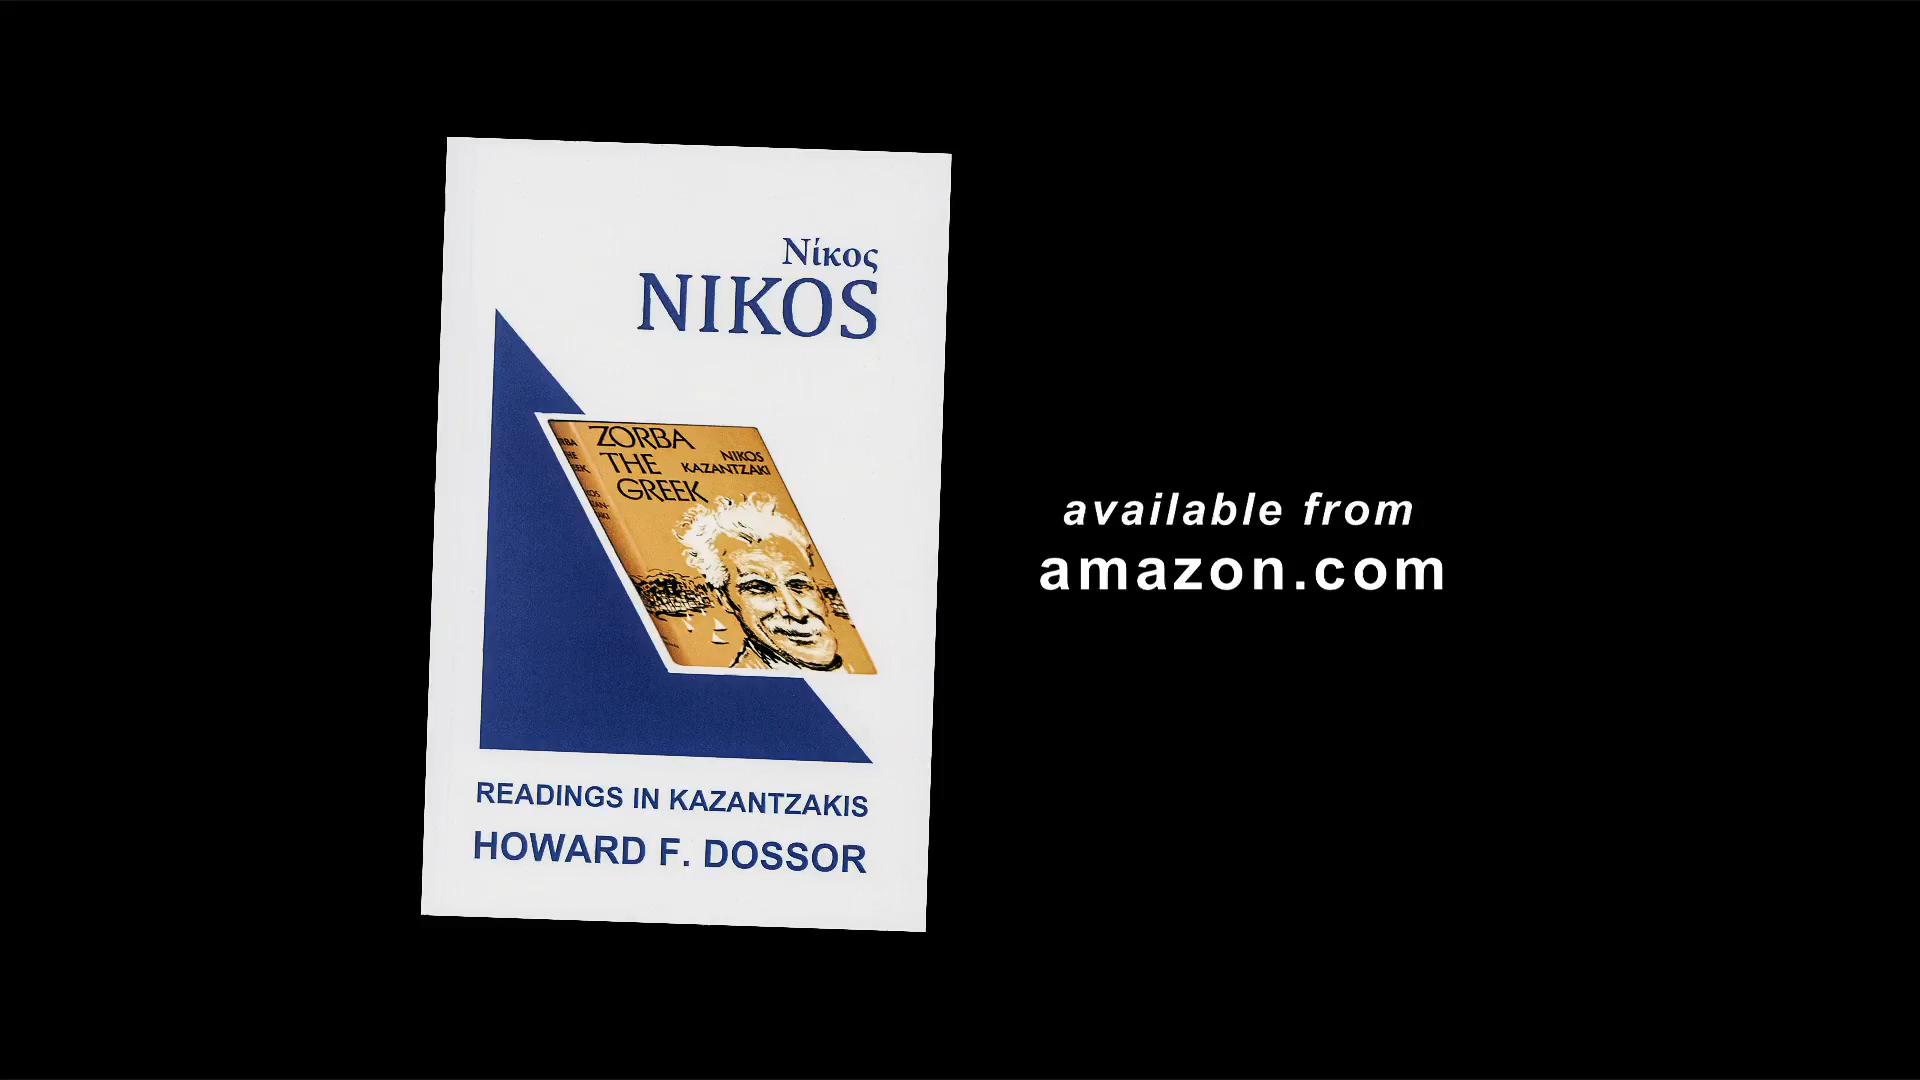 Νίκος
NIKOS
ZORBA
THE
GREEK
NIKOS
KAZANTZAKI
READINGS IN KAZANTZAKIS
HOWARD F. DOSSOR
available from
amazon.com